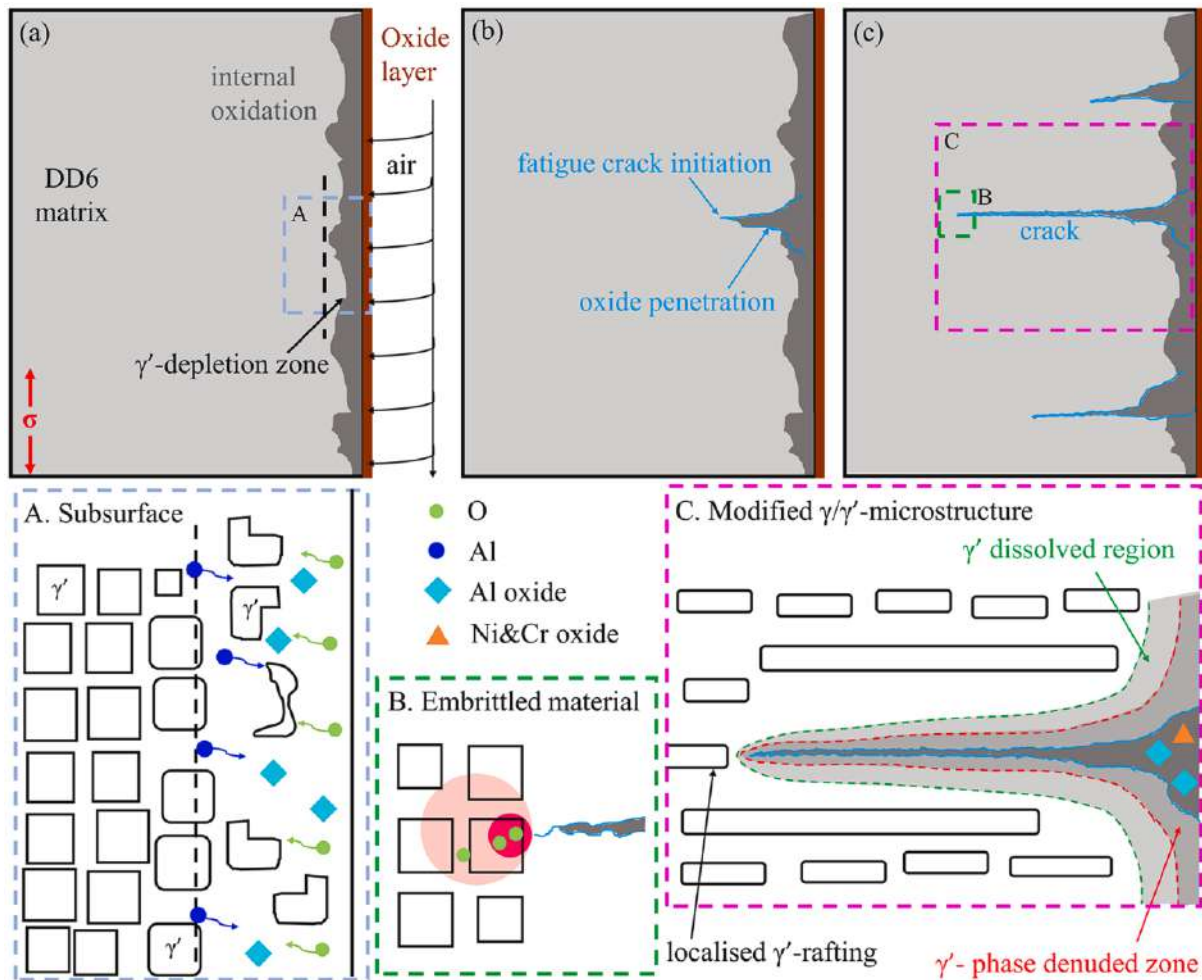 (a)
internal
oxidation
DD6
matrix
A
γ′-depletion zone
σ
Oxide
layer
air
(b)
fatigue crack initiation
oxide penetration
(c)
C
B
crack
A. Subsurface
γ′
γ′
γ′
O
Al
Al oxide
Ni&Cr oxide
B. Embrittled material
C. Modified γ/γ′-microstructure
γ′ dissolved region
localised γ′-rafting
γ′- phase denuded zone